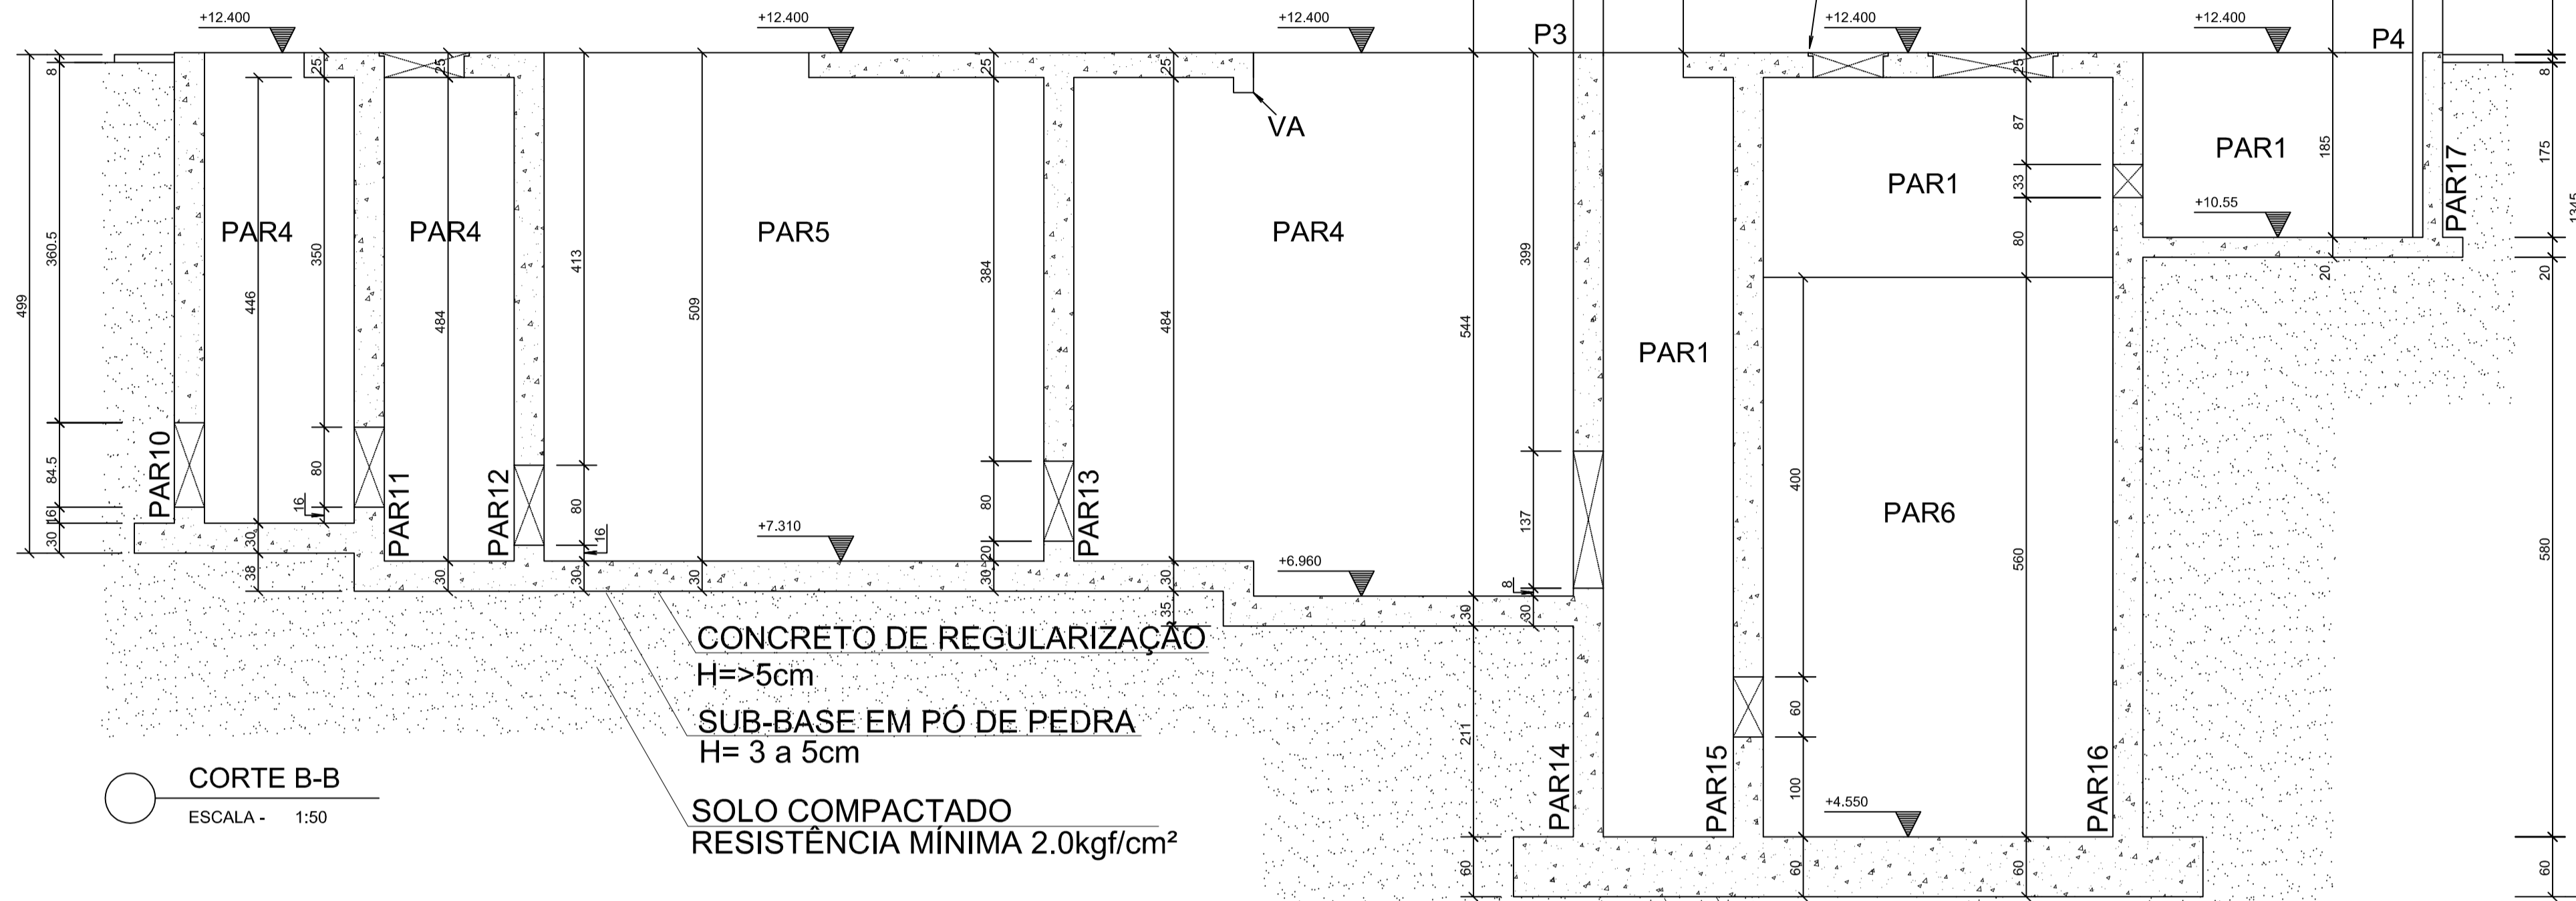 +12.400
+12.400
+12.400
+12.400
+12.400
P3
P4
8
25
25
25
25
25
8
VA
87
33
80
PAR1
PAR1
185
175
PAR17
1345
+10.55
20
20
PAR4
PAR4
PAR5
PAR4
499
360.5
446
350
484
413
509
384
484
544
399
PAR1
400
560
580
PAR6
84.5
16
30
PAR10
80
16
PAR11
PAR12
80
16
80
20
PAR13
137
8
30
38
30
30
30
30
30
35
30
30
+7.310
+6.960
CONCRETO DE REGULARIZAÇÃO
H=>5cm
SUB-BASE EM PÓ DE PEDRA
H= 3 a 5cm
SOLO COMPACTADO
RESISTÊNCIA MÍNIMA 2.0kgf/cm²
211
PAR14
PAR15
60
100
PAR16
+4.550
60
60
60
60
CORTE B-B
ESCALA - 1:50